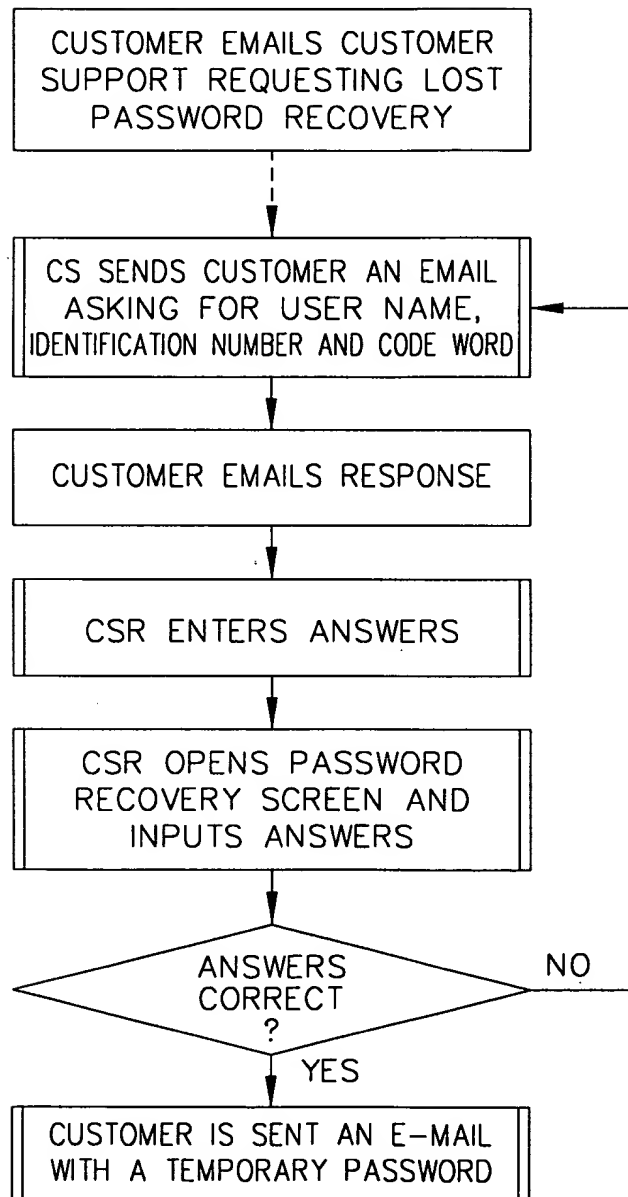 CUSTOMER EMAILS CUSTOMER
SUPPORT REQUESTING LOST
PASSWORD RECOVERY
CS SENDS CUSTOMER AN EMAIL
ASKING FOR USER NAME,
IDENTIFICATION NUMBER AND CODE WORD
CUSTOMER EMAILS RESPONSE
CSR ENTERS ANSWERS
CSR OPENS PASSWORD
RECOVERY SCREEN AND
INPUTS ANSWERS
ANSWERS
CORRECT
?
NO
YES
CUSTOMER IS SENT AN E-MAIL
WITH A TEMPORARY PASSWORD